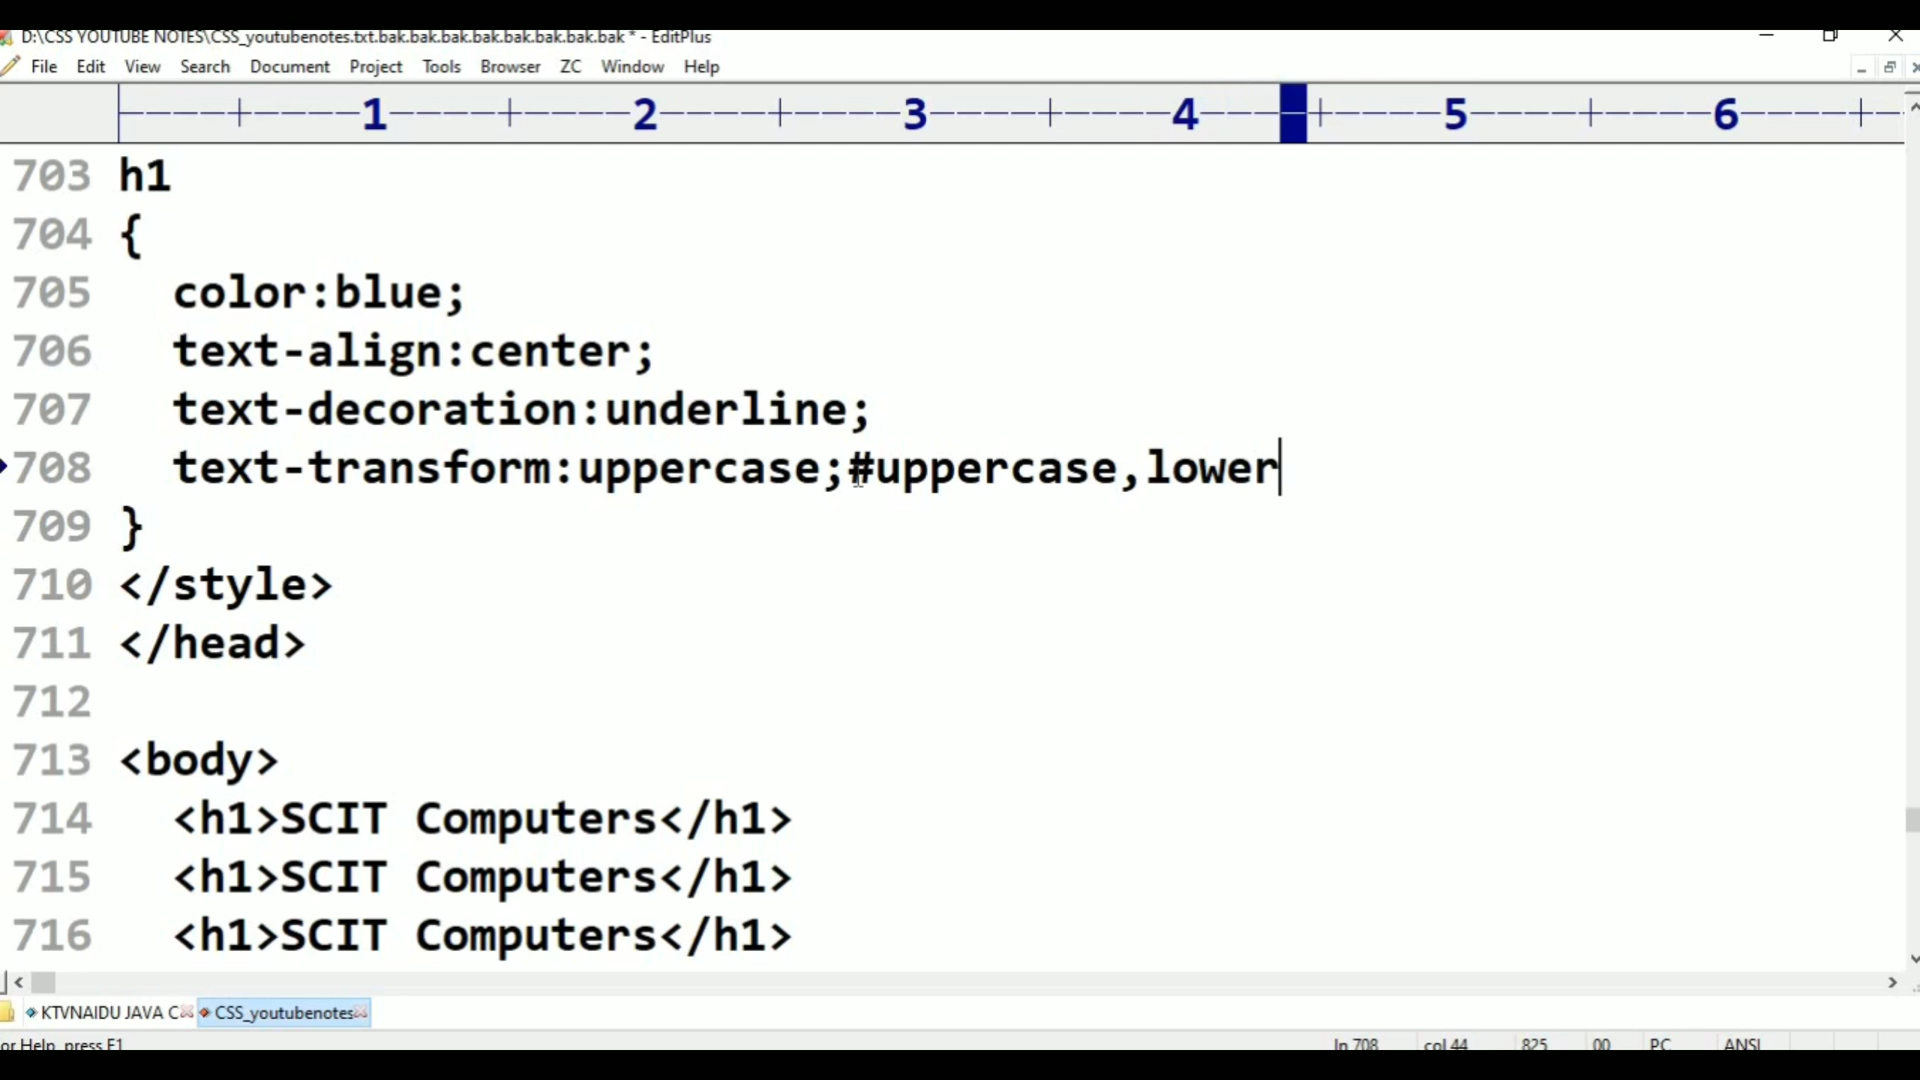 D:\CSS YOUTUBE NOTES\CSS_youtubenotes.txt.bak.bak.bak.bak.bak.bak.bak.bak * - EditPlus
File Edit View Search Document Project Tools Browser ZC Window Help
----+----1----+----2----+----3----+----4----+----5----+----6----+-
703 h1
704 {
705 color:blue;
706 text-align:center;
707 text-decoration:underline;
708 text-transform:uppercase;#uppercase,lower
709 }
710 </style>
711 </head>
712
713 <body>
714 <h1>SCIT Computers</h1>
715 <h1>SCIT Computers</h1>
716 <h1>SCIT Computers</h1>
KTVNAIDU JAVA C CSS_youtubenotes
or Help, press F1 ln 708 col 44 825 00 PC ANSI